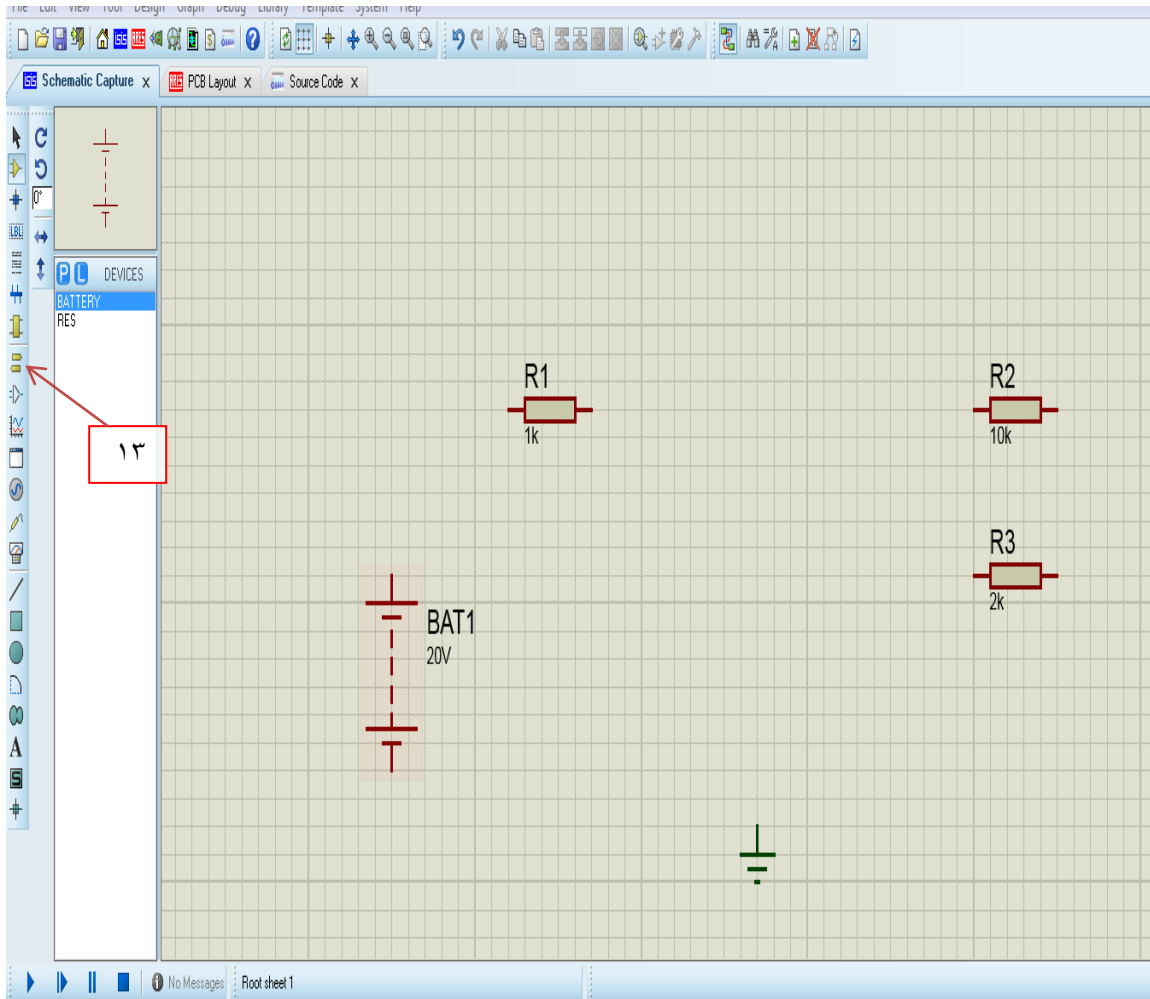 File Edit View Tool Design Graph Debug Library Template System Help
Schematic Capture x
PCB Layout x
Source Code x
0°
LBL
P L DEVICES
BATTERY
RES
R1
1k
R2
10k
١٣
R3
2k
BAT1
20V
A
S
No Messages
Root sheet 1